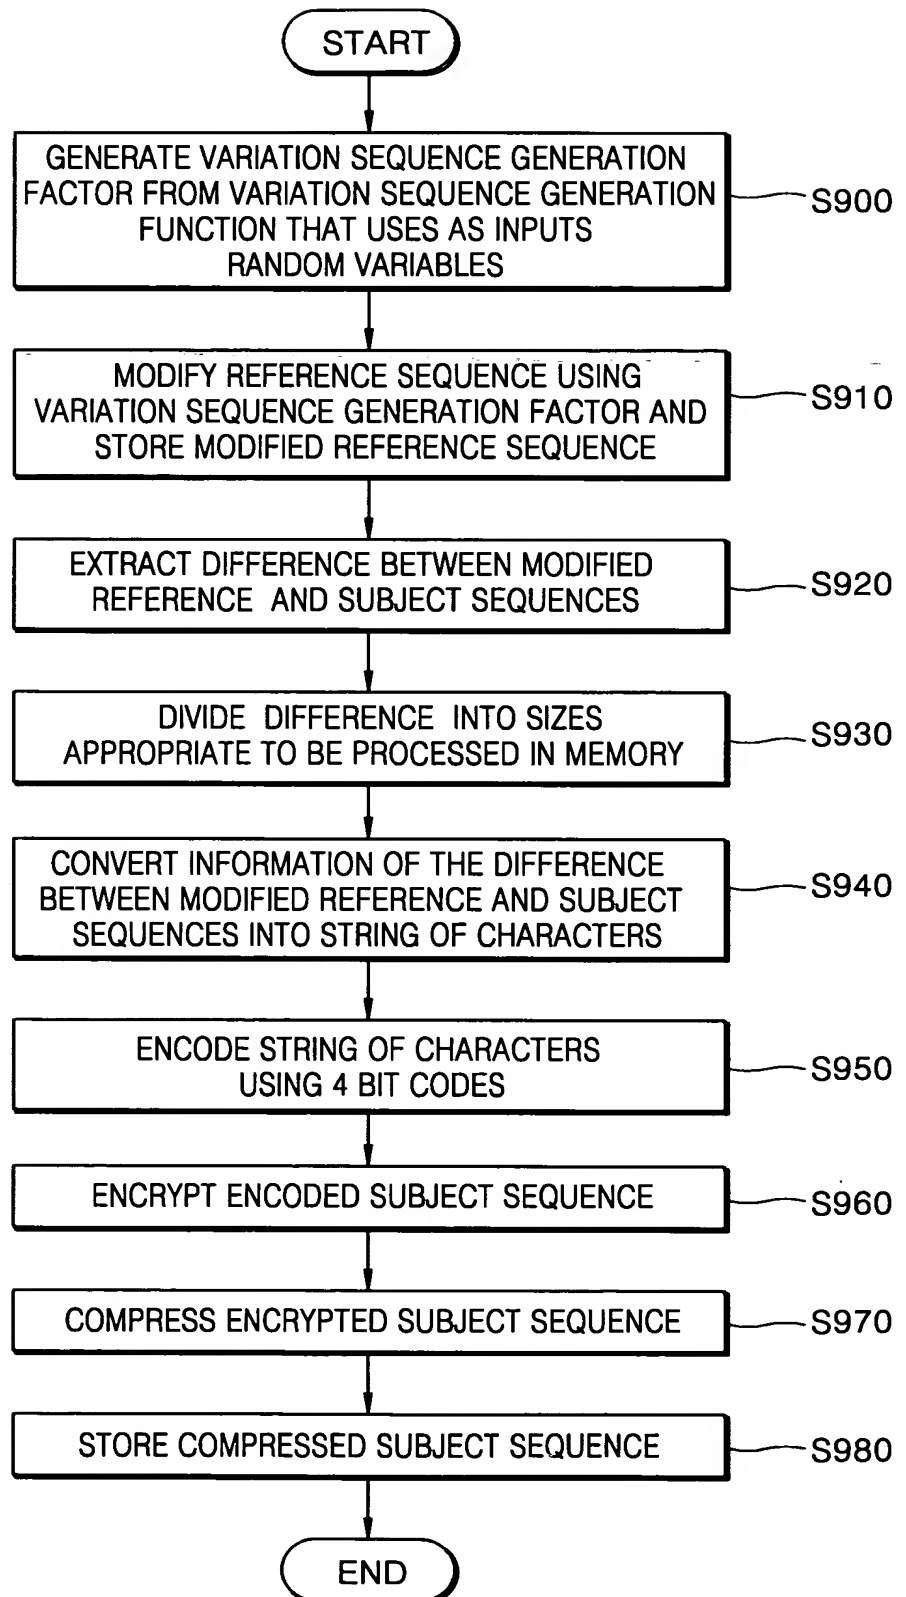 START
GENERATE VARIATION SEQUENCE GENERATION
FACTOR FROM VARIATION SEQUENCE GENERATION
FUNCTION THAT USES AS INPUTS
RANDOM VARIABLES
S900
MODIFY REFERENCE SEQUENCE USING
VARIATION SEQUENCE GENERATION FACTOR AND
STORE MODIFIED REFERENCE SEQUENCE
S910
EXTRACT DIFFERENCE BETWEEN MODIFIED
REFERENCE AND SUBJECT SEQUENCES
S920
DIVIDE DIFFERENCE INTO SIZES
APPROPRIATE TO BE PROCESSED IN MEMORY
S930
CONVERT INFORMATION OF THE DIFFERENCE
BETWEEN MODIFIED REFERENCE AND SUBJECT
SEQUENCES INTO STRING OF CHARACTERS
S940
ENCODE STRING OF CHARACTERS
USING 4 BIT CODES
S950
ENCRYPT ENCODED SUBJECT SEQUENCE
S960
COMPRESS ENCRYPTED SUBJECT SEQUENCE
S970
STORE COMPRESSED SUBJECT SEQUENCE
S980
END